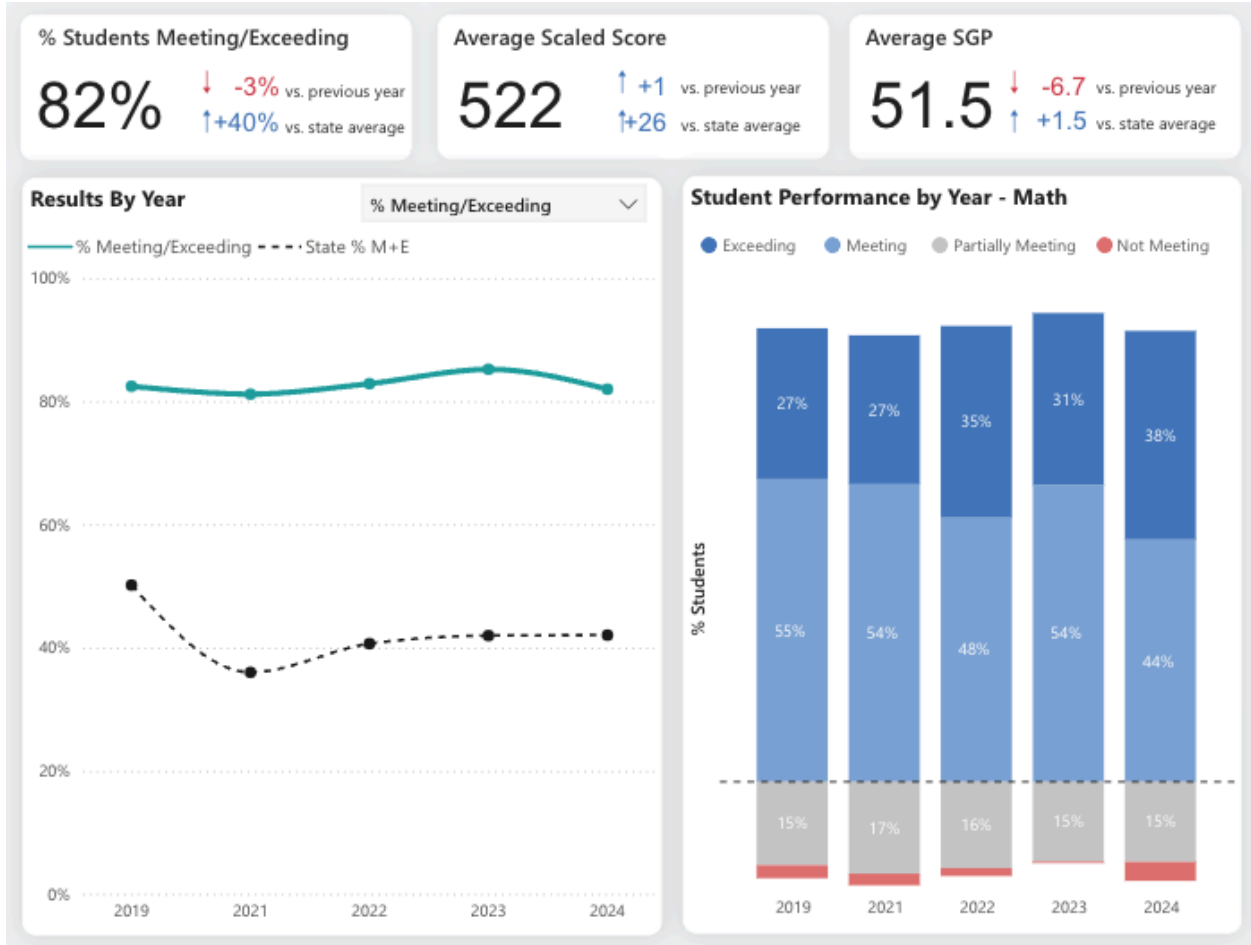 % Students Meeting/Exceeding
82%
-3% vs. previous year
+40% vs. state average
Average Scaled Score
522
+1 vs. previous year
+26 vs. state average
Average SGP
51.5
-6.7 vs. previous year
+1.5 vs. state average
Results By Year
% Meeting/Exceeding
% Meeting/Exceeding State % M+E
100%
80%
60%
40%
20%
0%
2019 2021 2022 2023 2024
Student Performance by Year - Math
Exceeding Meeting Partially Meeting Not Meeting
% Students
27% 27% 35% 31% 38%
55% 54% 48% 54% 44%
15% 17% 16% 15% 15%
2019 2021 2022 2023 2024